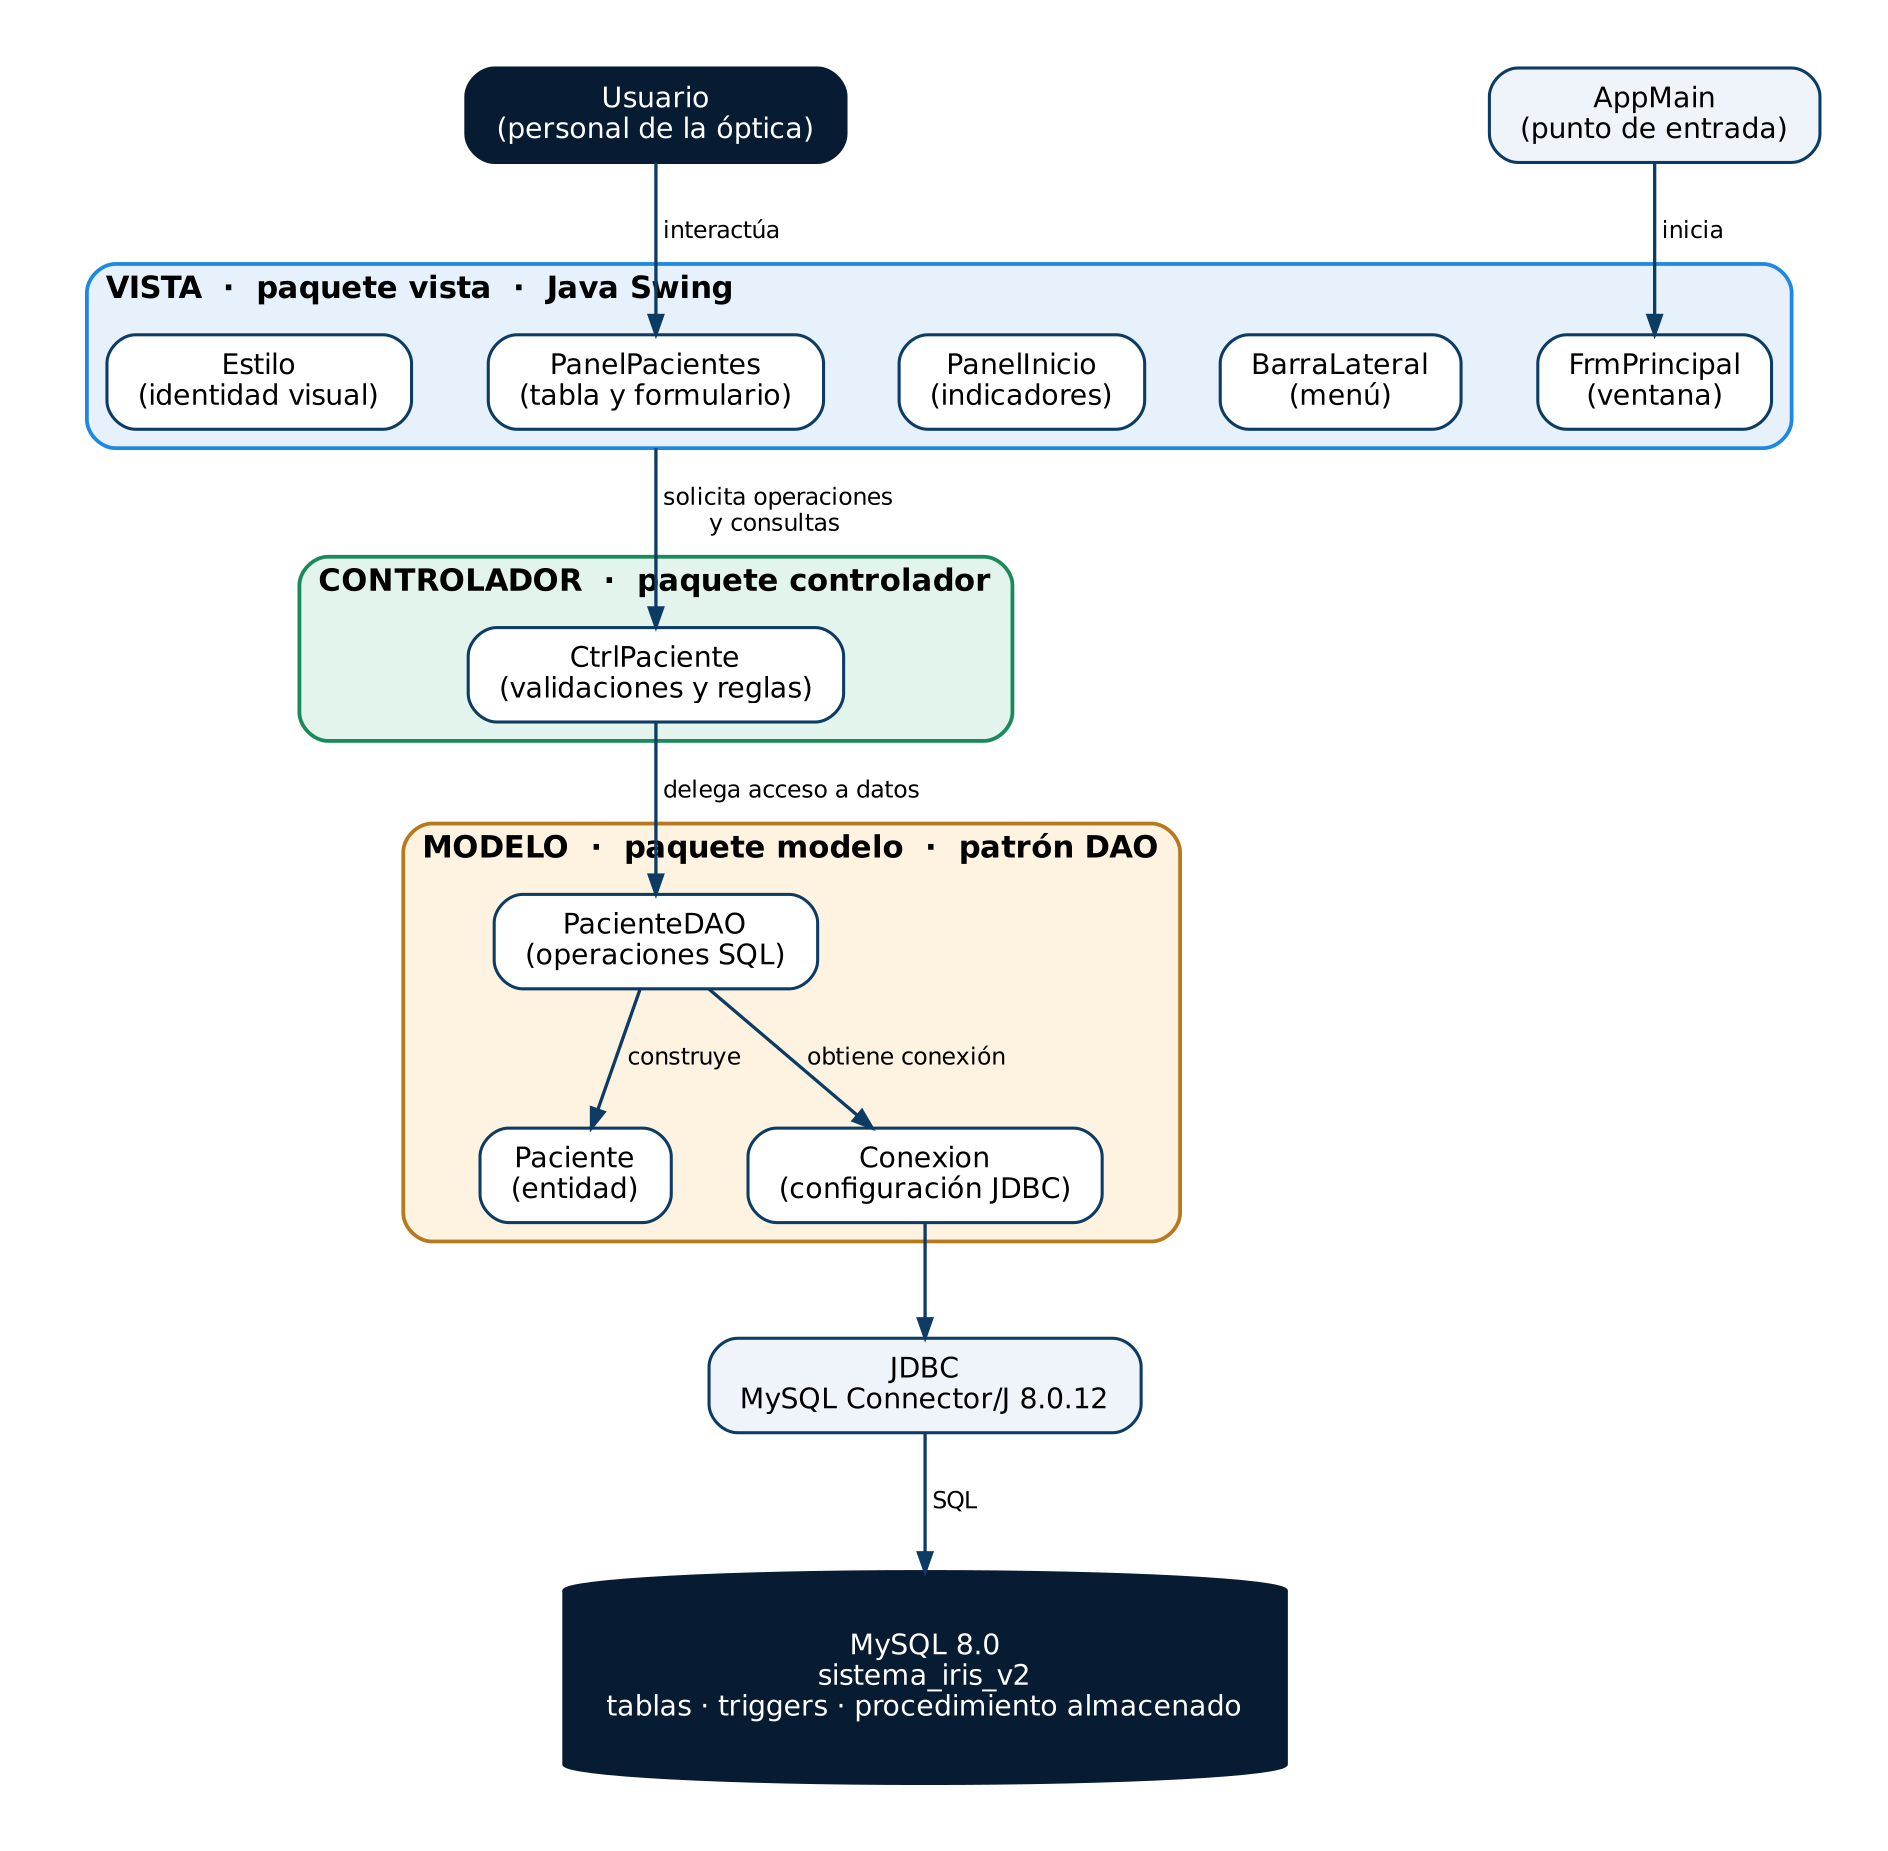 Usuario
(personal de la óptica)
AppMain
(punto de entrada)
interactúa
inicia
VISTA · paquete vista · Java Swing
Estilo
(identidad visual)
PanelPacientes
(tabla y formulario)
PanelInicio
(indicadores)
BarraLateral
(menú)
FrmPrincipal
(ventana)
solicita operaciones
y consultas
CONTROLADOR · paquete controlador
CtrlPaciente
(validaciones y reglas)
delega acceso a datos
MODELO · paquete modelo · patrón DAO
PacienteDAO
(operaciones SQL)
construye
obtiene conexión
Paciente
(entidad)
Conexion
(configuración JDBC)
JDBC
MySQL Connector/J 8.0.12
SQL
MySQL 8.0
sistema_iris_v2
tablas · triggers · procedimiento almacenado